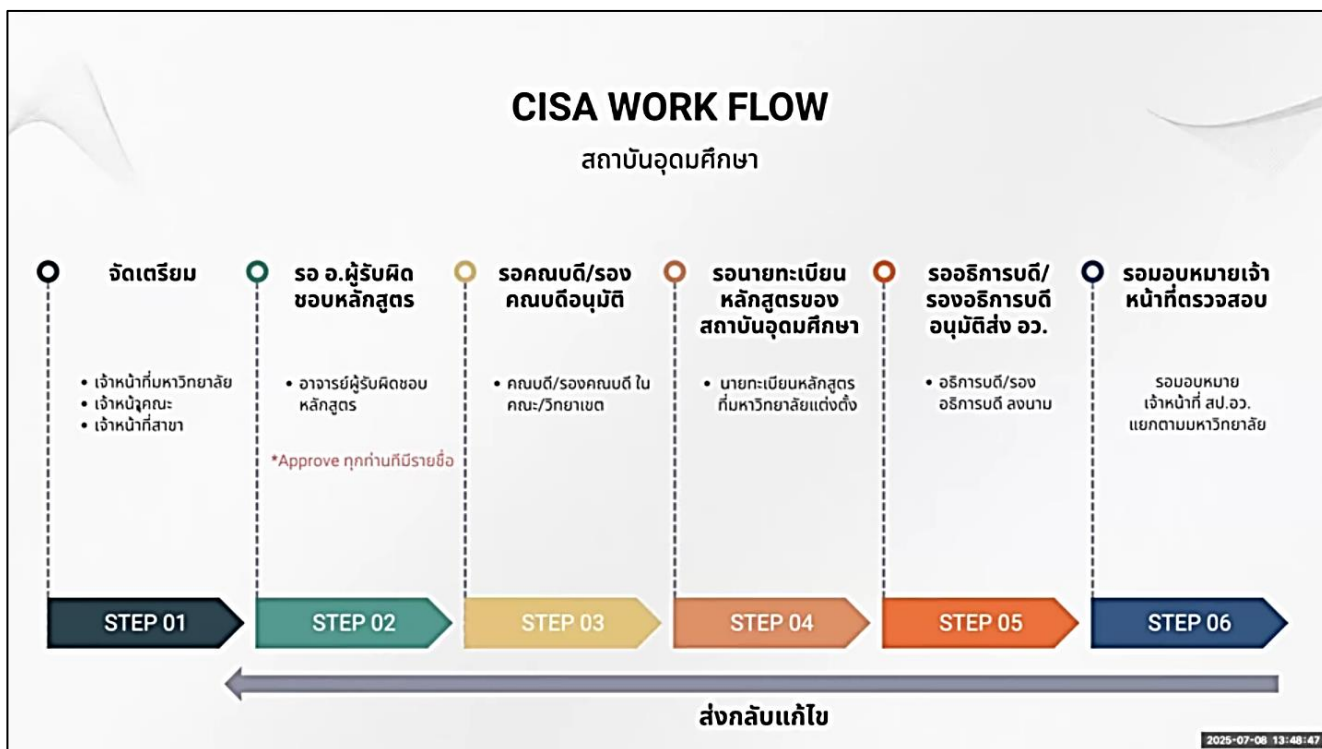 CISA WORK FLOW
สถาบันอุดมศึกษา
จัดเตรียม
• เจ้าหน้าที่มหาวิทยาลัย
• เจ้าหน้าคณะ
• เจ้าหน้าที่สาขา
รอ อ.ผู้รับผิด
ชอบหลักสูตร
• อาจารย์ผู้รับผิดชอบ
หลักสูตร
*Approve ทุกท่านที่มีรายชื่อ
รอคณบดี/รอง
คณบดีอนุมัติ
• คณบดี/รองคณบดี ใน
คณะ/วิทยาเขต
รอนายทะเบียน
หลักสูตรของ
สถาบันอุดมศึกษา
• นายทะเบียนหลักสูตร
ที่มหาวิทยาลัยแต่งตั้ง
รออธิการบดี/
รองอธิการบดี
อนุมัติส่ง อว.
• อธิการบดี/รอง
อธิการบดี ลงนาม
รอมอบหมายเจ้า
หน้าที่ตรวจสอบ
รอมอบหมาย
เจ้าหน้าที่ สป.อว.
แยกตามมหาวิทยาลัย
STEP 01
STEP 02
STEP 03
STEP 04
STEP 05
STEP 06
ส่งกลับแก้ไข
2025-07-08 13:48:47